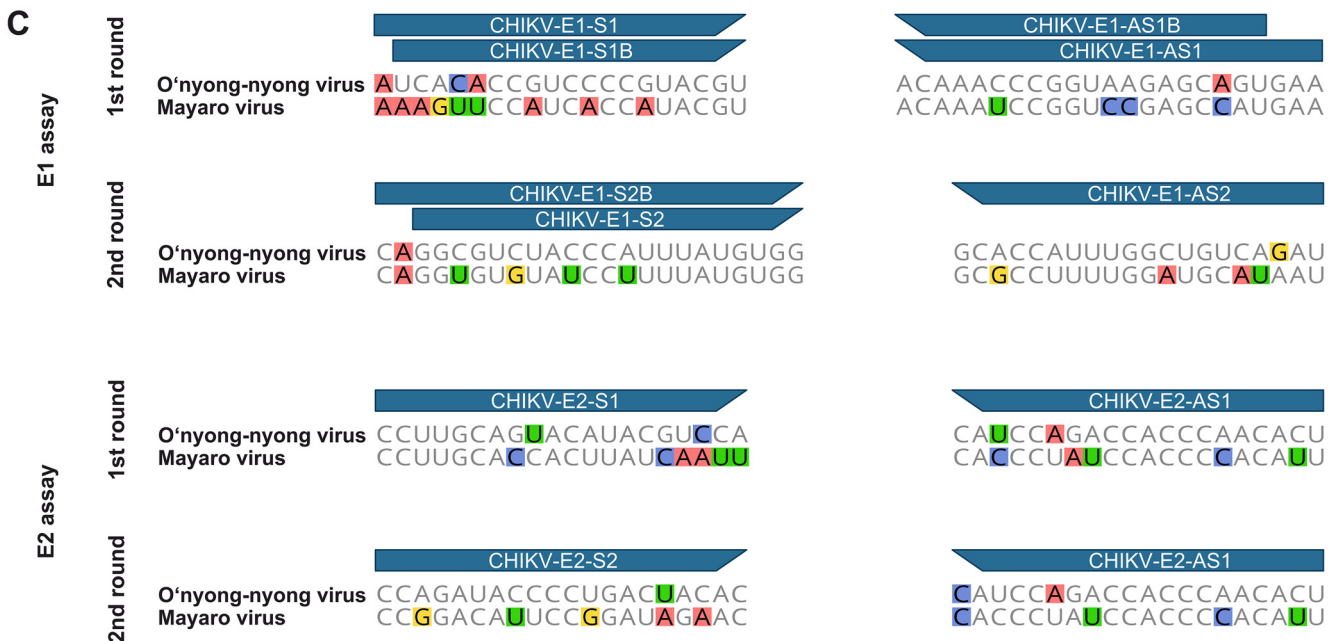 C
E1 assay
1st round
CHIKV-E1-S1 CHIKV-E1-AS1B
CHIKV-E1-S1B CHIKV-E1-AS1
O‘nyong-nyong virus AUCACACCGUCCCCGUACGU ACAAACCCGGUAAGAGCAGUGAA
Mayaro virus AAAGUUCCAUCACCAUACGU ACAAAUCCGGUCCGAGCCAUGAA
2nd round
CHIKV-E1-S2B CHIKV-E1-AS2
CHIKV-E1-S2
O‘nyong-nyong virus CAGGCGUCUACCCAUUUAUGUGG GCACCAUUUGGCUGUCAGAU
Mayaro virus CAGGUGUGUAUCCUUUUAUGUGG GCGCCUUUUGGAUGCAUAAU
E2 assay
1st round
CHIKV-E2-S1 CHIKV-E2-AS1
O‘nyong-nyong virus CCUUGCAGUACAUACGUCCA CAUCCAGACCACCCAACACU
Mayaro virus CCUUGCACCACUUAUCAAUU CACCCUAUCCACCCCACAUU
2nd round
CHIKV-E2-S2 CHIKV-E2-AS1
O‘nyong-nyong virus CCAGAUACCCCUGACUACAC CAUCCAGACCACCCAACACU
Mayaro virus CCGGACAUUCCGGAUAGAAC CACCCUAUCCACCCCACAUU